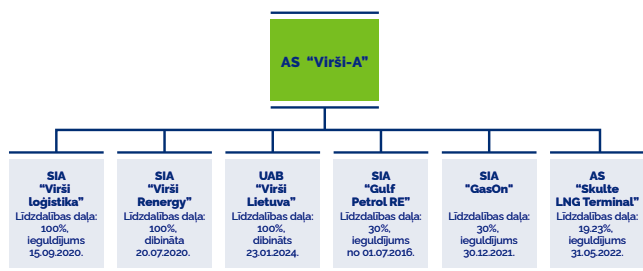 AS “Virši-A”
SIA
“Virši
loģistika”
Līdzdalības daļa:
100%,
ieguldījums
15.09.2020.
SIA
“Virši
Renergy”
Līdzdalības daļa:
100%,
dibināta
20.07.2020.
UAB
“Virši
Lietuva”
Līdzdalības daļa:
100%,
dibināts
23.01.2024.
SIA
“Gulf
Petrol RE”
Līdzdalības daļa:
30%,
ieguldījums
no 01.07.2016.
SIA
"GasOn"
Līdzdalības daļa:
30%,
ieguldījums
30.12.2021.
AS
“Skulte
LNG Terminal”
Līdzdalības daļa:
19.23%,
ieguldījums
31.05.2022.